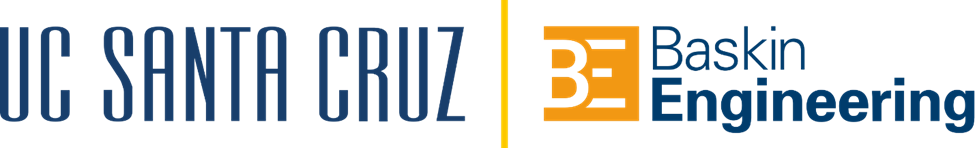 UC SANTA CRUZ
BE
Baskin
Engineering